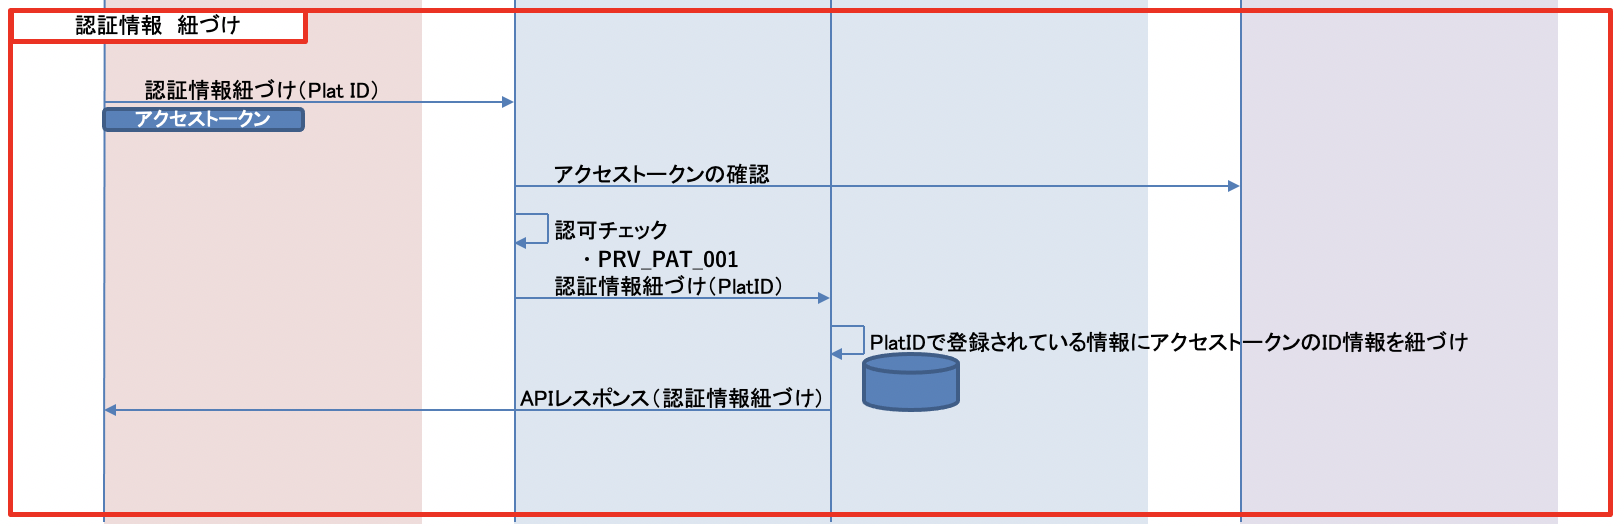 認証情報　紐づけ
認証情報紐づけ（Plat ID）
アクセストークン
アクセストークンの確認
認可チェック
・PRV_PAT_001
認証情報紐づけ（PlatID）
PlatIDで登録されている情報にアクセストークンのID情報を紐づけ
APIレスポンス（認証情報紐づけ）